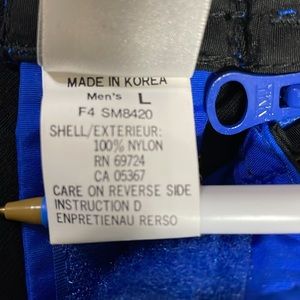 MADE IN KOREA
Men's L
F4 SM8420
SHELL/EXTERIEUR:
100% NYLON
RN 69724
CA 05367
CARE ON REVERSE SIDE
INSTRUCTION D
ENPRETIENAU RERSO